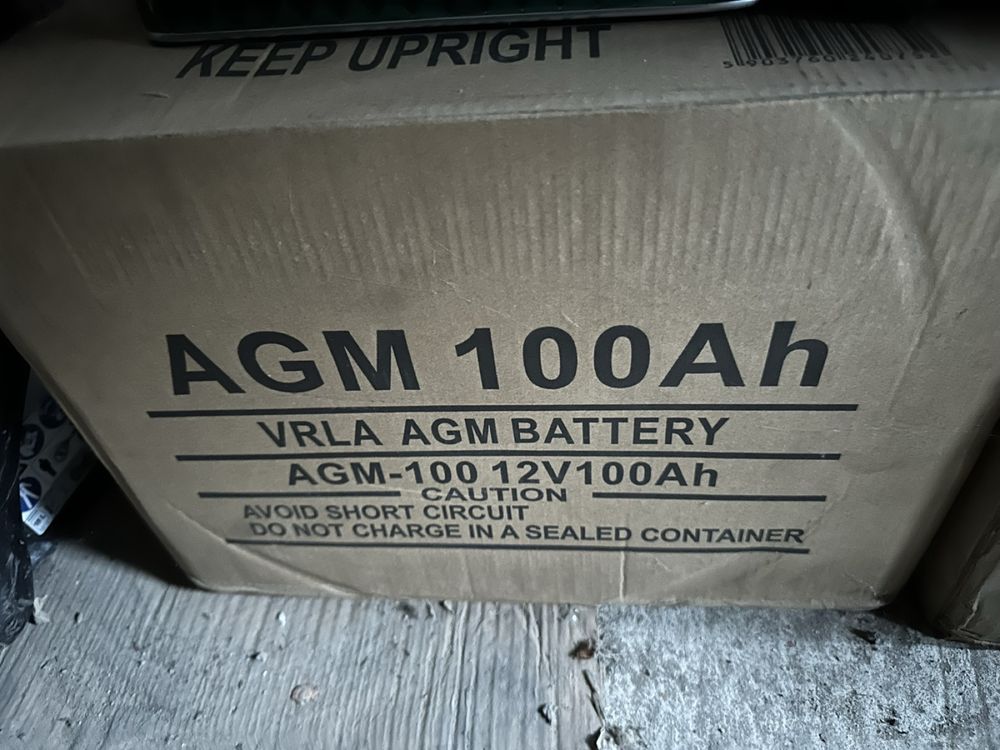 KEEP UPRIGHT
AGM 100Ah
VRLA AGM BATTERY
AGM-100 12V100Ah
CAUTION
AVOID SHORT CIRCUIT
DO NOT CHARGE IN A SEALED CONTAINER